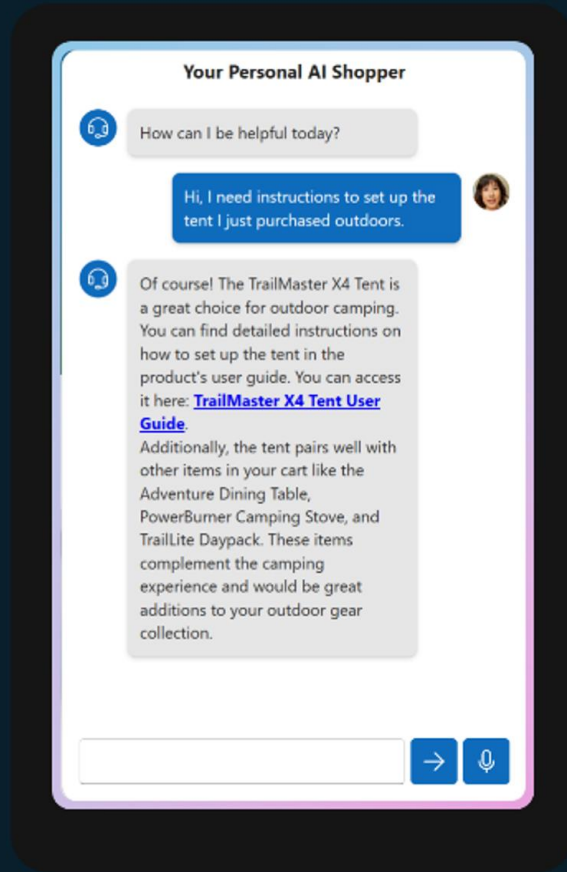 Your Personal AI Shopper
How can I be helpful today?
Hi, I need instructions to set up the
tent I just purchased outdoors.
Of course! The TrailMaster X4 Tent is
a great choice for outdoor camping.
You can find detailed instructions on
how to set up the tent in the
product's user guide. You can access
it here: TrailMaster X4 Tent User
Guide.
Additionally, the tent pairs well with
other items in your cart like the
Adventure Dining Table,
PowerBurner Camping Stove, and
TrailLite Daypack. These items
complement the camping
experience and would be great
additions to your outdoor gear
collection.